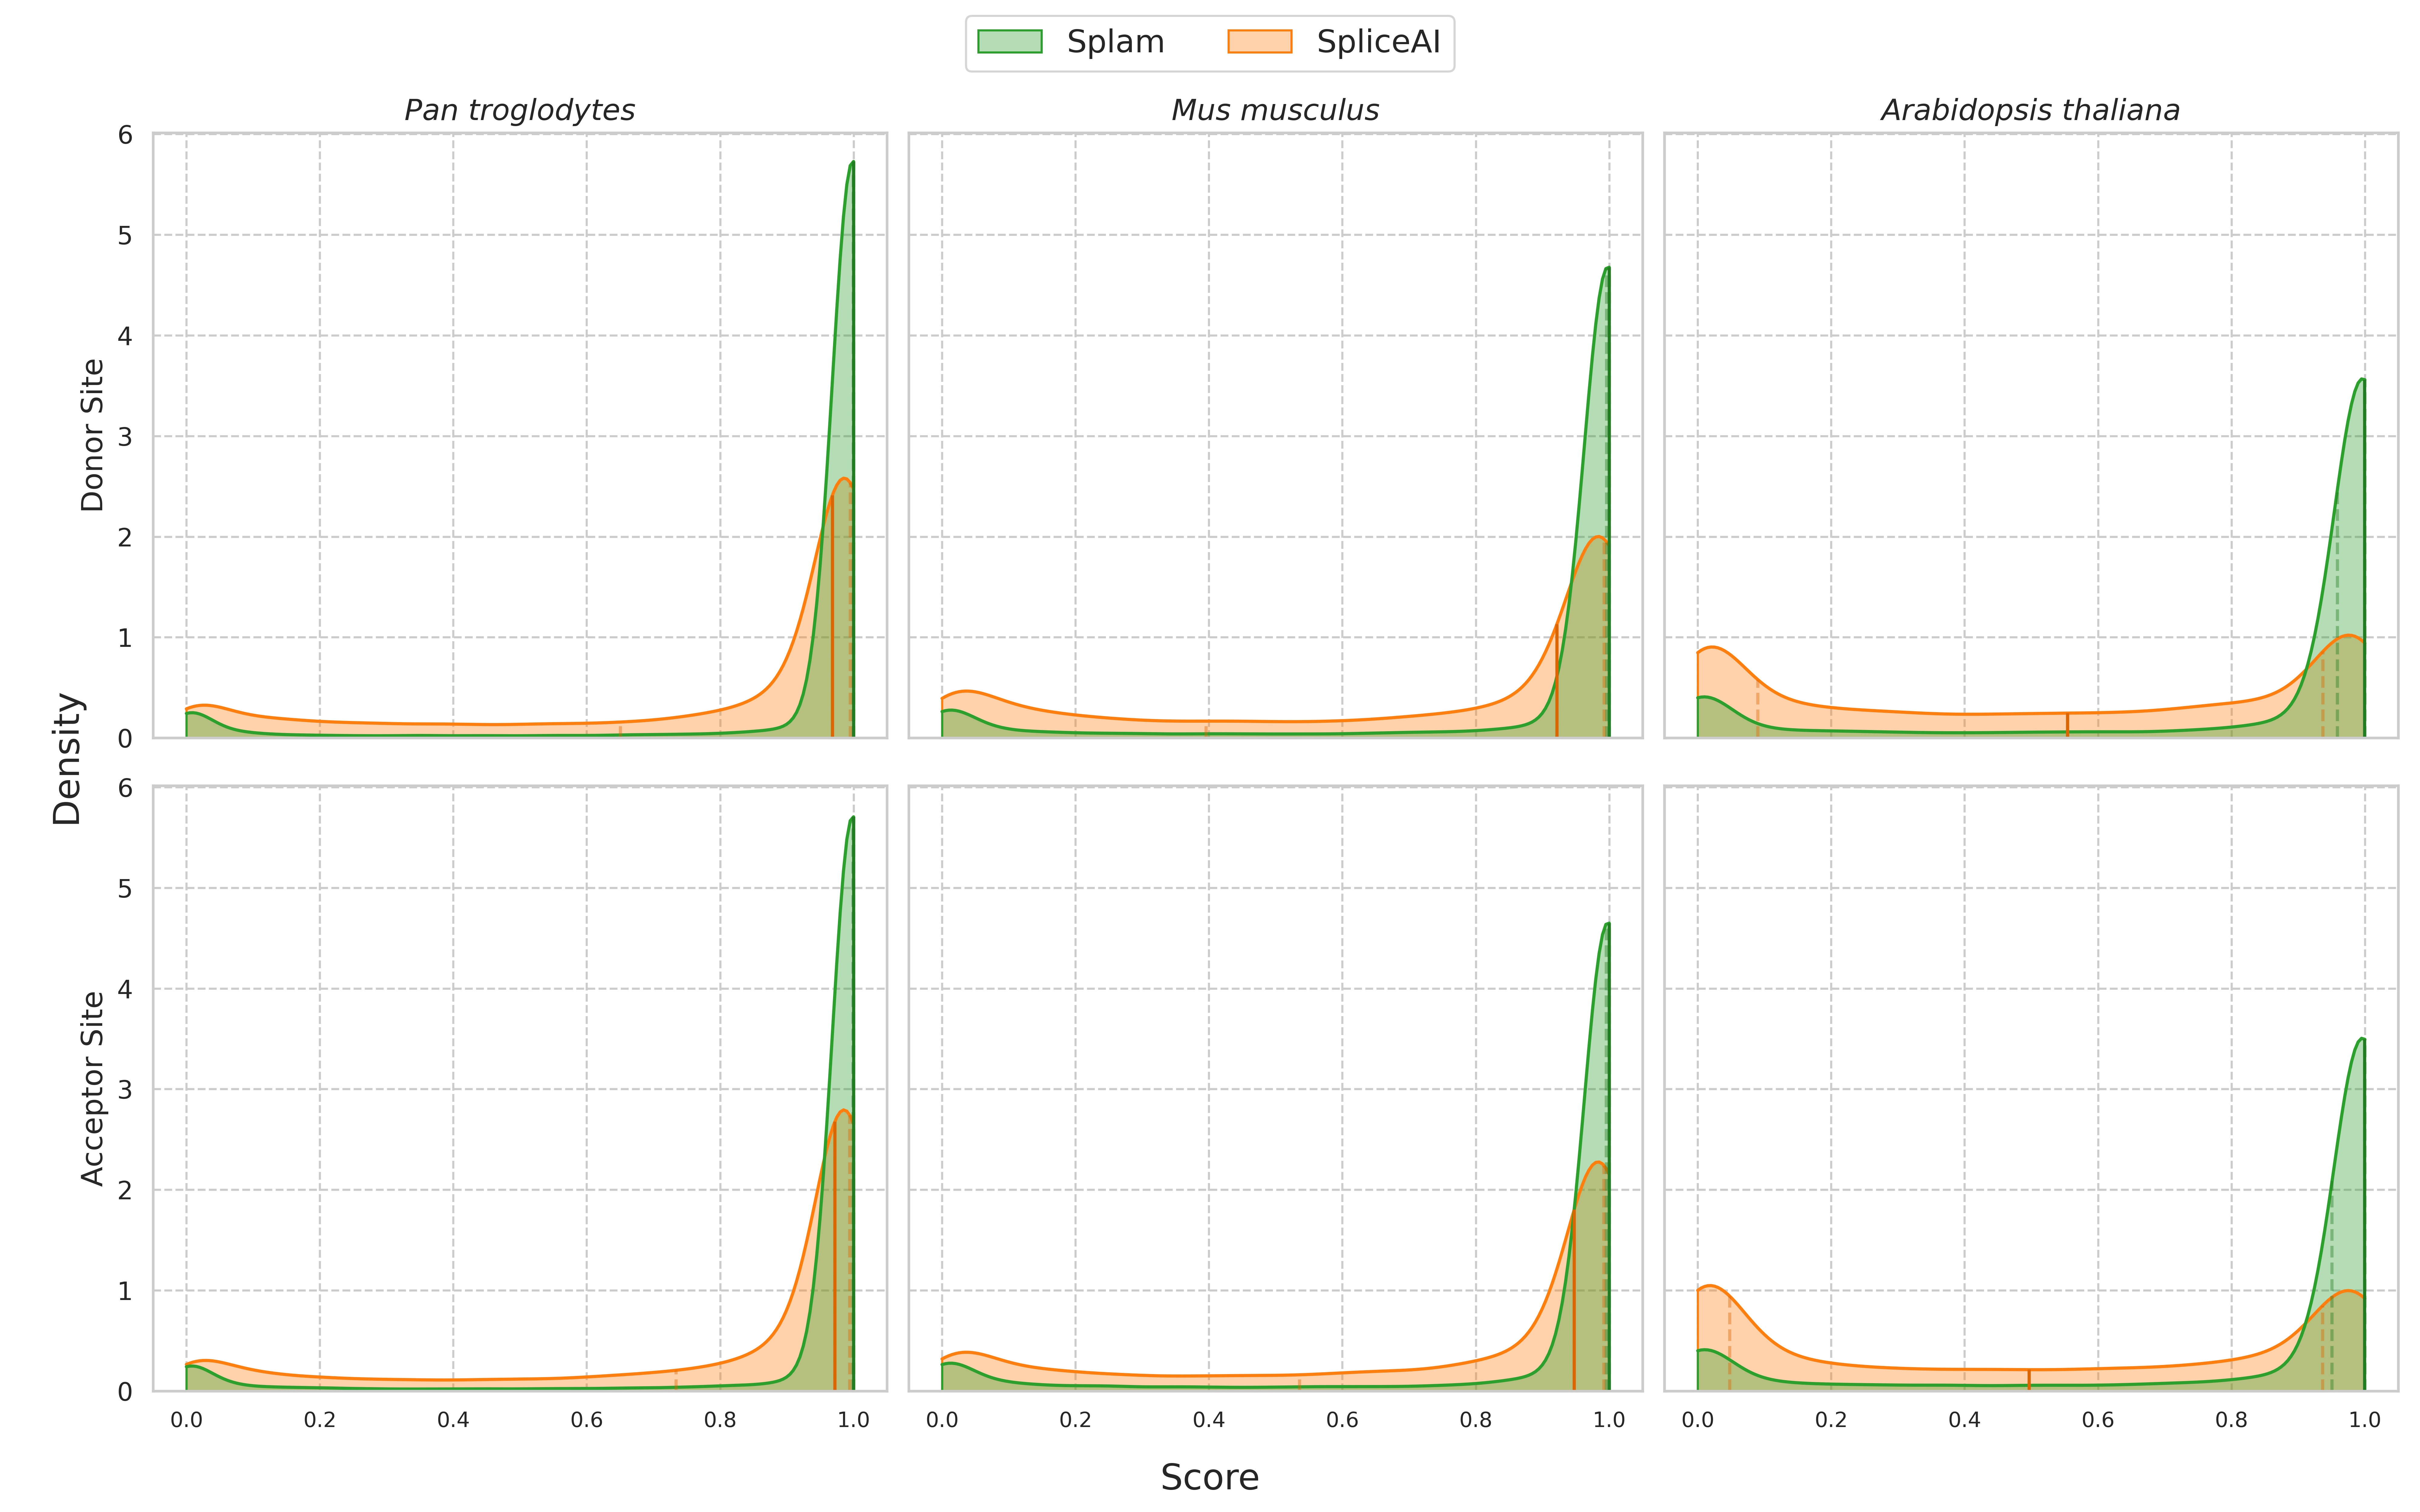 Splam SpliceAI
Pan troglodytes Mus musculus Arabidopsis thaliana
6
5
4
3
2
1
0
Donor Site
Density
6
5
4
3
2
1
0
Acceptor Site
0.0 0.2 0.4 0.6 0.8 1.0 0.0 0.2 0.4 0.6 0.8 1.0 0.0 0.2 0.4 0.6 0.8 1.0
Score